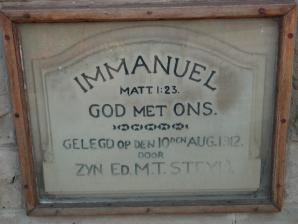 IMMANUEL
MATT. 1:23.
GOD MET ONS.
GELEGD OP DEN 10DEN AUG. 1912.
DOOR
ZYN ED. M.T. STEYN.